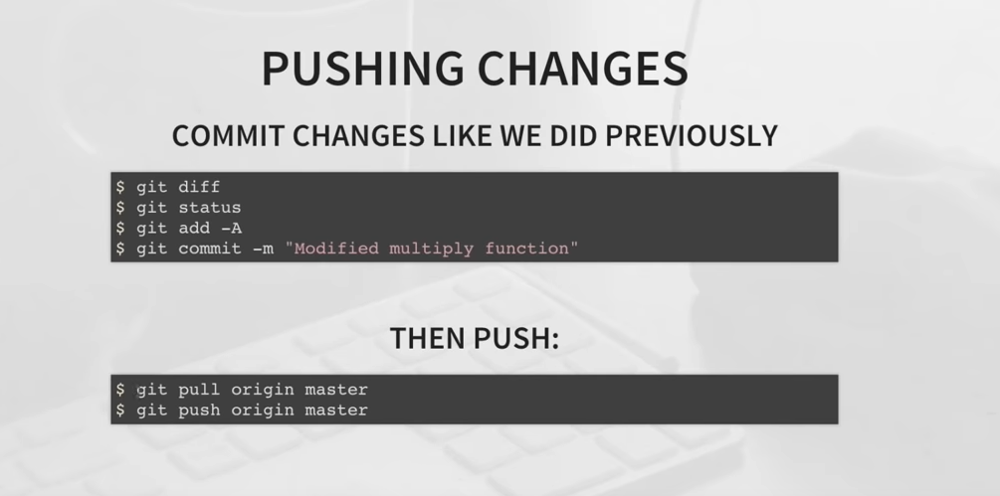 PUSHING CHANGES
COMMIT CHANGES LIKE WE DID PREVIOUSLY
$ git diff
$ git status
$ git add -A
$ git commit -m "Modified multiply function"
THEN PUSH:
$ git pull origin master
$ git push origin master